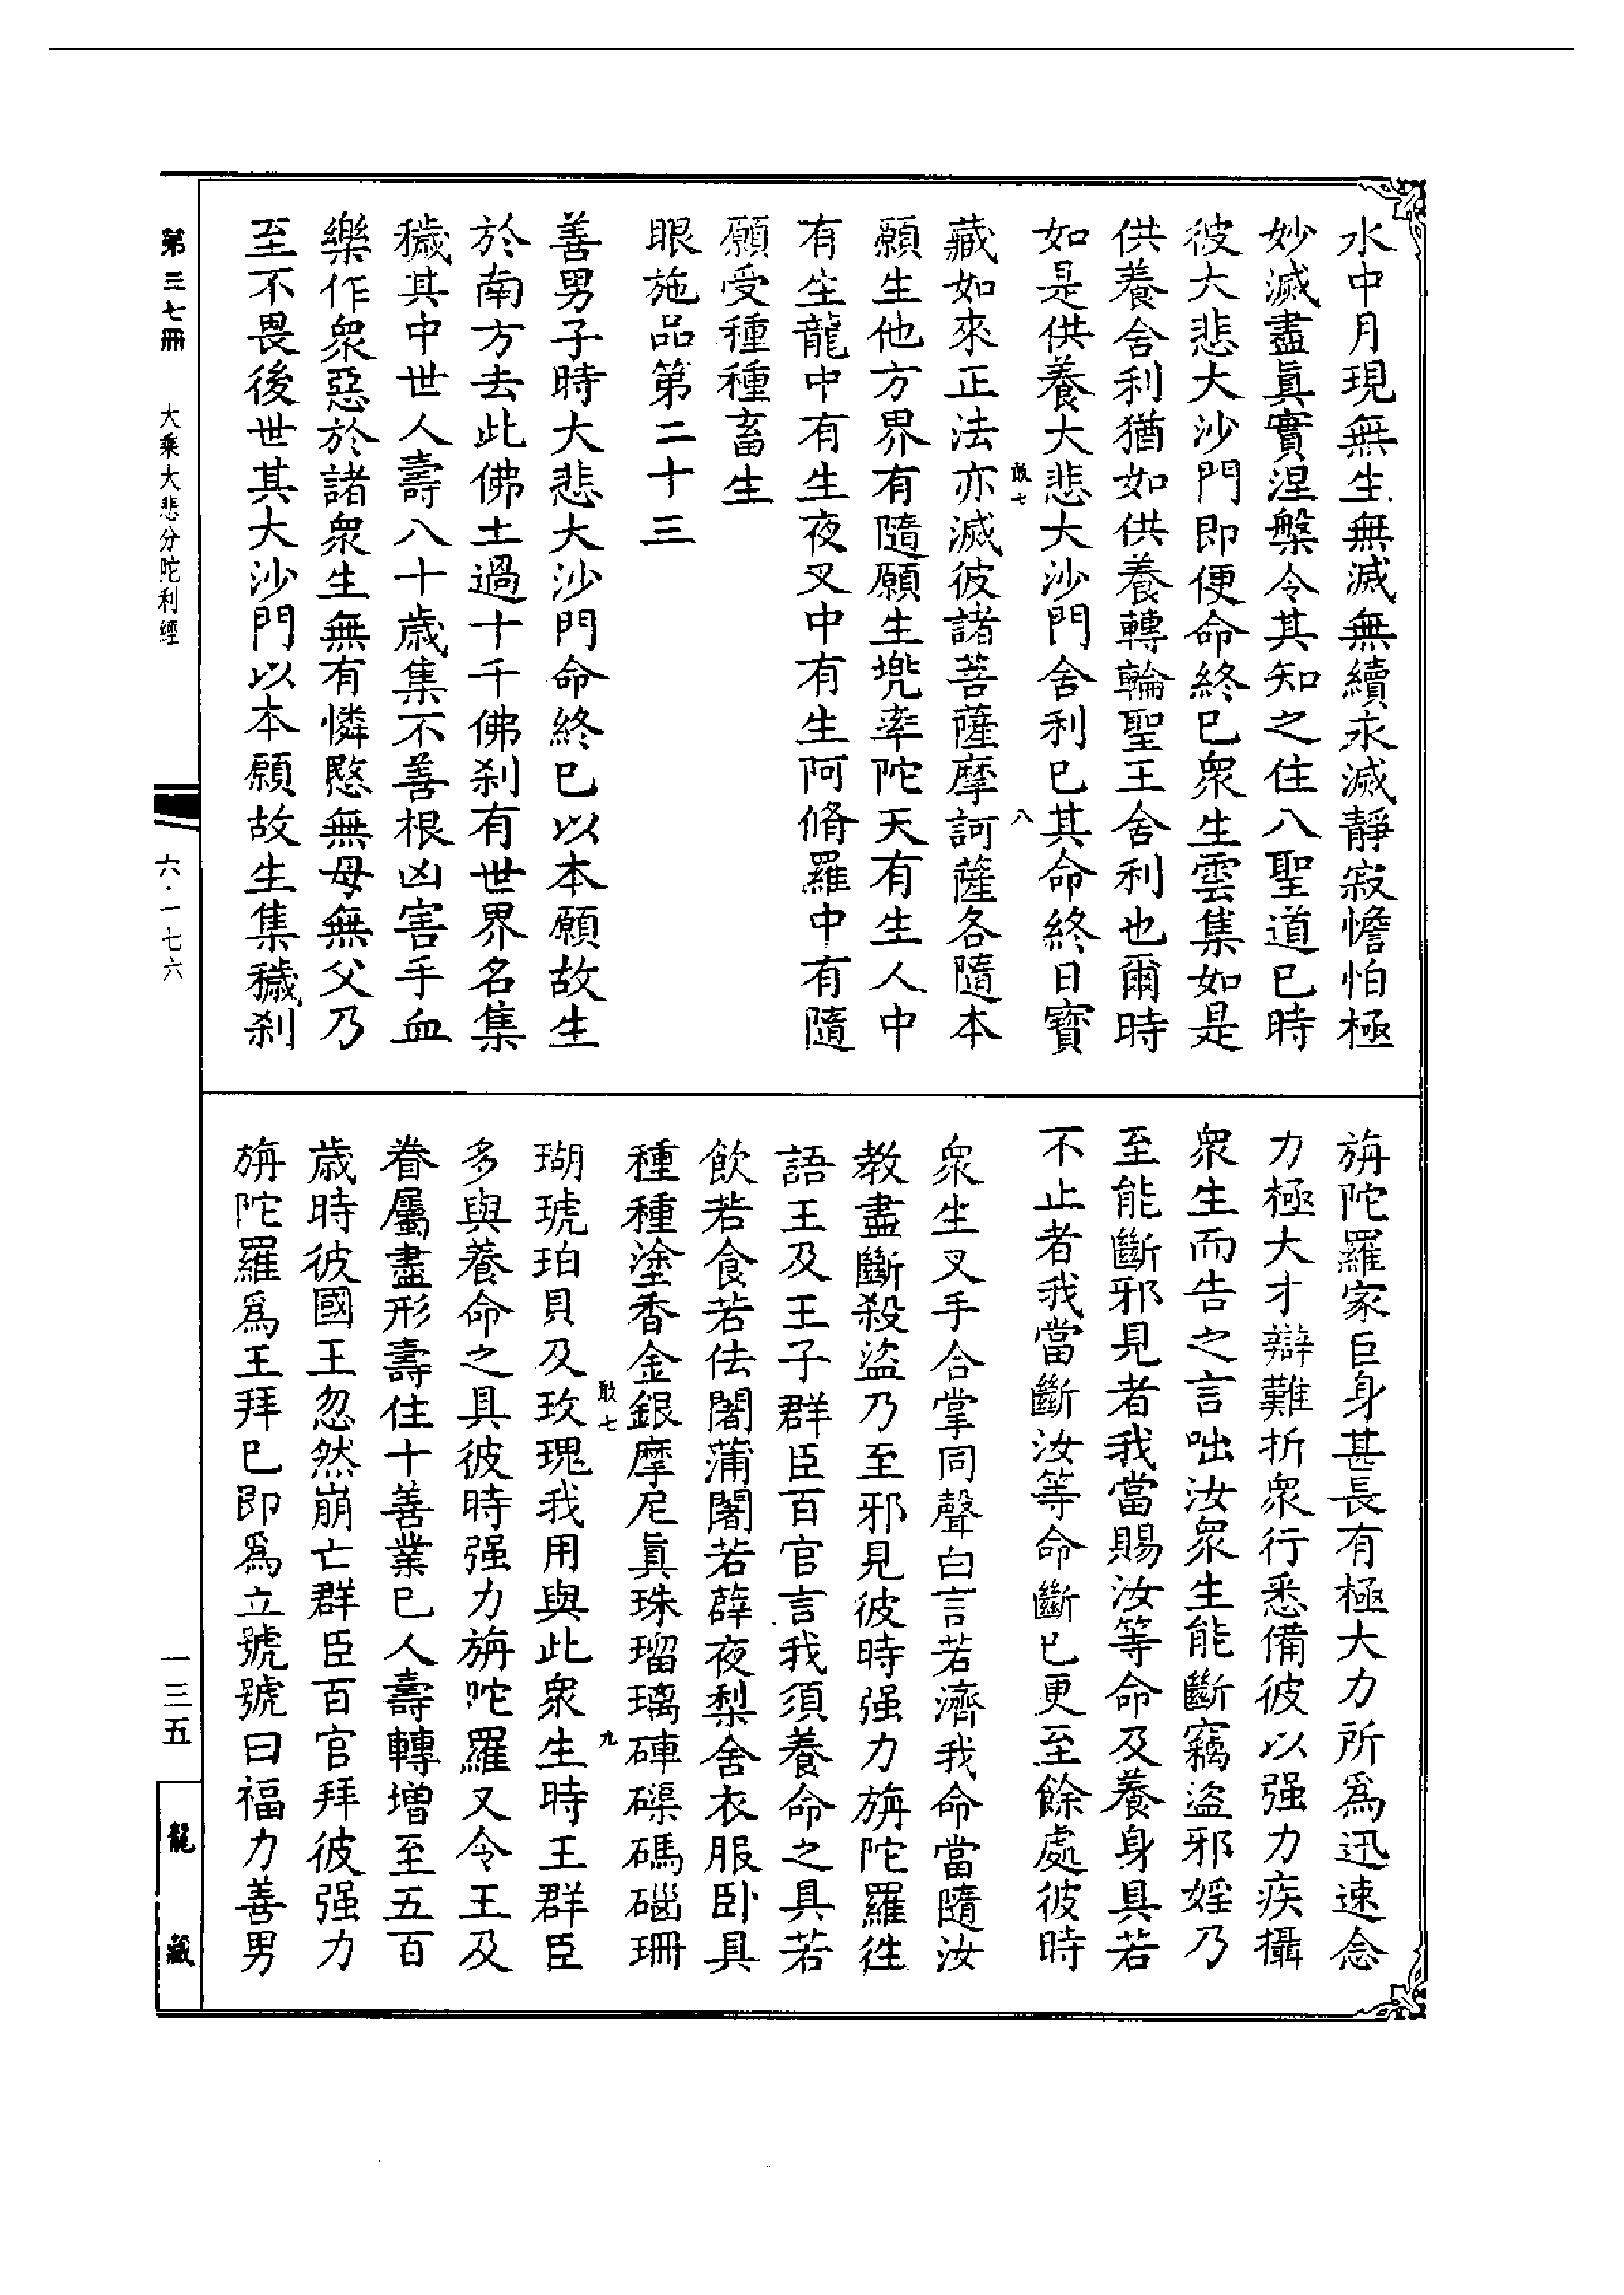 水中月現無生無滅無續永滅靜寂憺怕極
妙滅盡眞實涅槃令其知之住八聖道已時
彼大悲大沙門即便命終已衆生雲集如是
供養舍利猶如供養轉輪聖王舍利也爾時
如是供養大悲大沙門舍利已其命終日寶
敢七 八
藏如來正法亦滅彼諸菩薩摩訶薩各隨本
願生他方界有隨願生兠率陀天有生人中
有生龍中有生夜叉中有生阿脩羅中有隨
願受種種畜生
眼施品第二十三
善男子時大悲大沙門命終已以本願故生
於南方去此佛土過十千佛刹有世界名集
穢其中世人壽八十歲集不善根凶害手血
樂作衆惡於諸衆生無有憐愍無母無父乃
至不畏後世其大沙門以本願故生集穢刹
旃陀羅家巨身甚長有極大力所爲迅速念
力極大才辯難折衆行悉備彼以强力疾攝
衆生而告之言咄汝衆生能斷竊盜邪婬乃
至能斷邪見者我當賜汝等命及養身具若
不止者我當斷汝等命斷已更至餘處彼時
衆生叉手合掌同聲白言若濟我命當隨汝
教盡斷殺盜乃至邪見彼時强力旃陀羅徃
語王及王子群臣百官言我須養命之具若
飲若食若佉闍蒲闍若薜夜梨舍衣服卧具
種種塗香金銀摩尼眞珠瑠璃硨磲碼碯珊
敢七 九
瑚琥珀貝及玫瑰我用與此衆生時王群臣
多與養命之具彼時强力旃陀羅又令王及
眷屬盡形壽住十善業已人壽轉增至五百
歲時彼國王忽然崩亡群臣百官拜彼强力
旃陀羅爲王拜已即爲立號號曰福力善男
第三七冊 大乘大悲分陀利經
六·一七六
一三五
龍藏